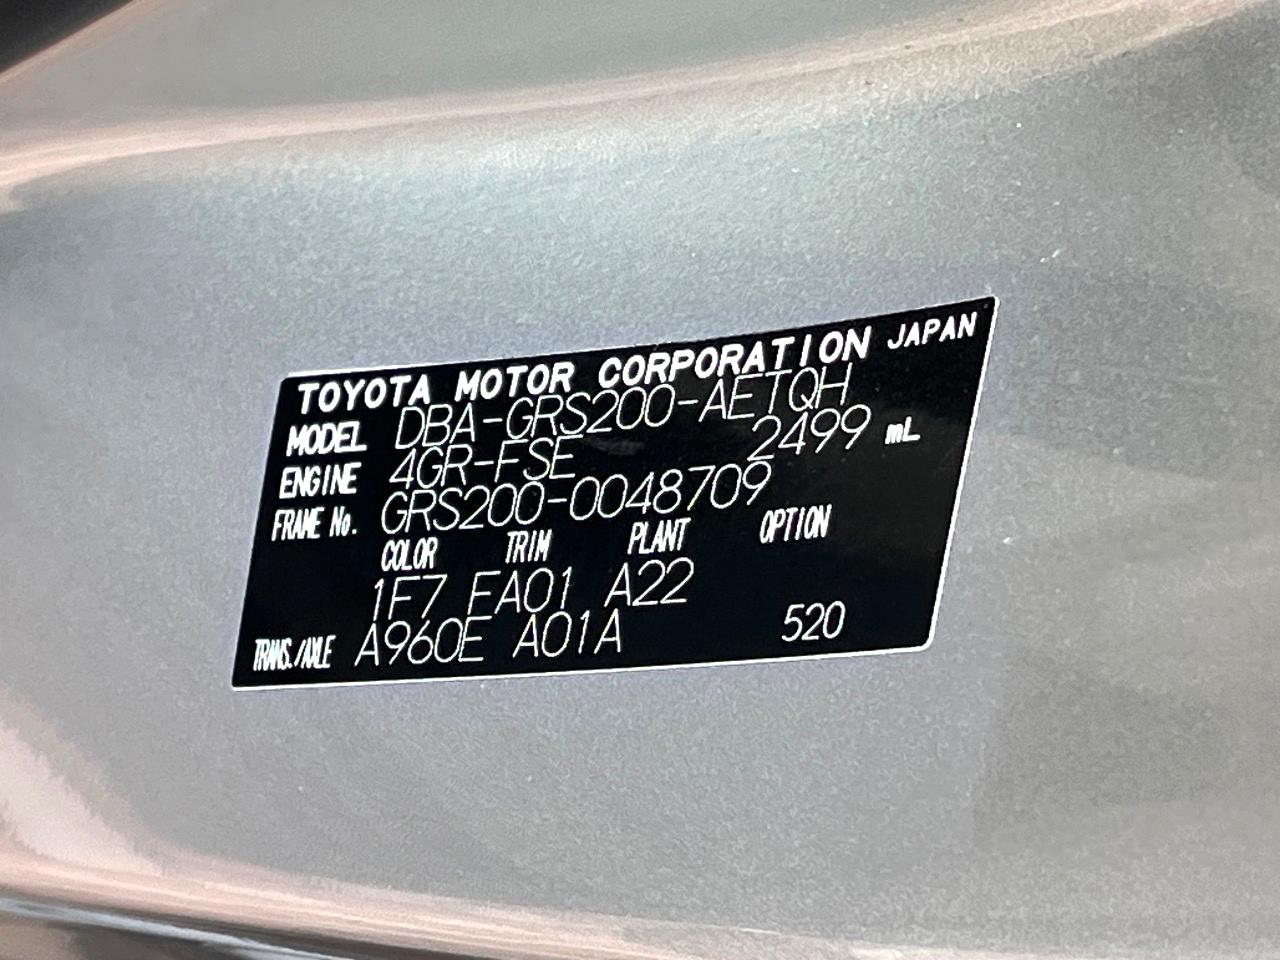 TOYOTA MOTOR CORPORATION JAPAN
MODEL DBA-GRS200-AETQH
ENGINE 4GR-FSE 2499 mL
FRAME No. GRS200-0048709
COLOR TRIM PLANT OPTION
1F7 FA01 A22
TRANS./AXLE A960E A01A 520